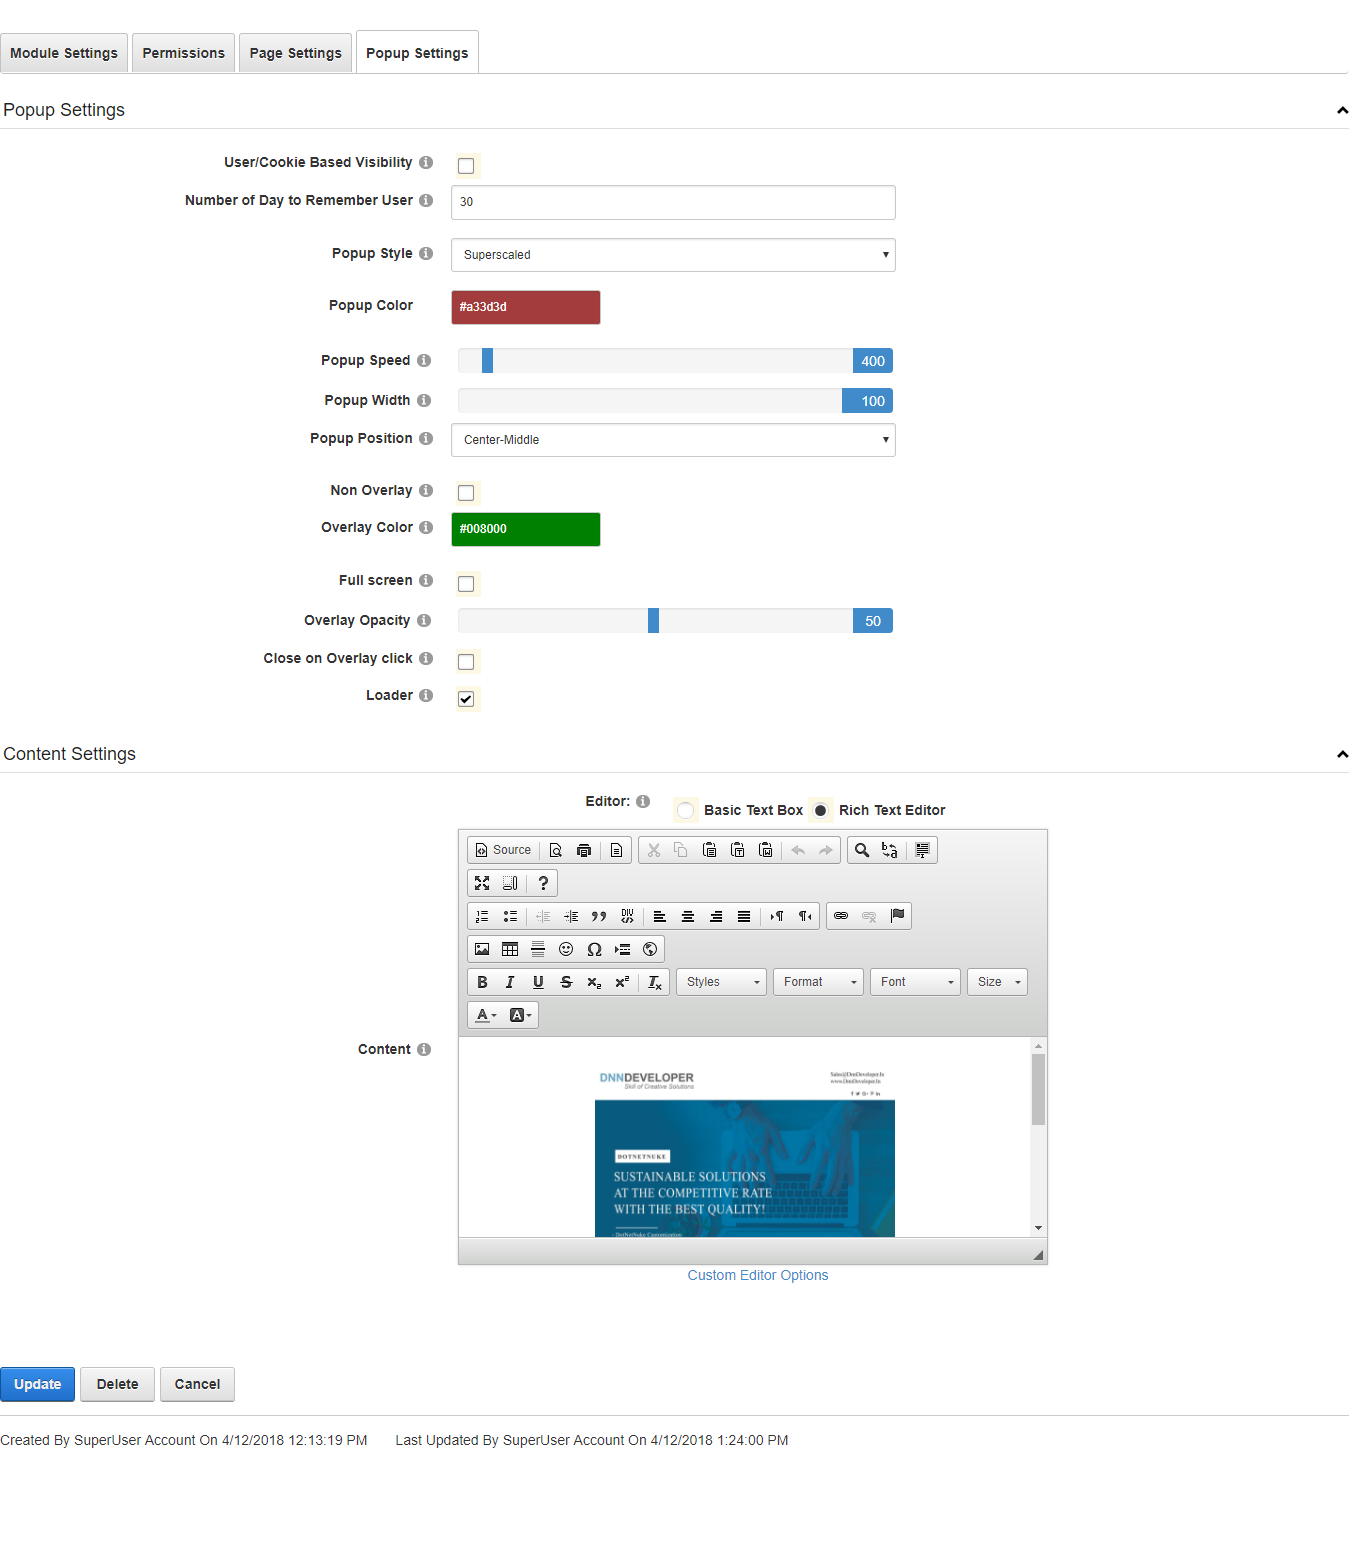 Module Settings Permissions Page Settings Popup Settings
Popup Settings
User/Cookie Based Visibility
Number of Day to Remember User 30
Popup Style Superscaled
Popup Color #a33d3d
Popup Speed 400
Popup Width 100
Popup Position Center-Middle
Non Overlay
Overlay Color #008000
Full screen
Overlay Opacity 50
Close on Overlay click
Loader
Content Settings
Editor: Basic Text Box Rich Text Editor
Source
Styles Format Font Size
Content
DNNDEVELOPER
Skill of Creative Solutions
Sales@DnnDeveloper.In
www.DnnDeveloper.In
DOTNETNUKE
SUSTAINABLE SOLUTIONS
AT THE COMPETITIVE RATE
WITH THE BEST QUALITY!
- DotNetNuke Customization
Custom Editor Options
Update Delete Cancel
Created By SuperUser Account On 4/12/2018 12:13:19 PM Last Updated By SuperUser Account On 4/12/2018 1:24:00 PM